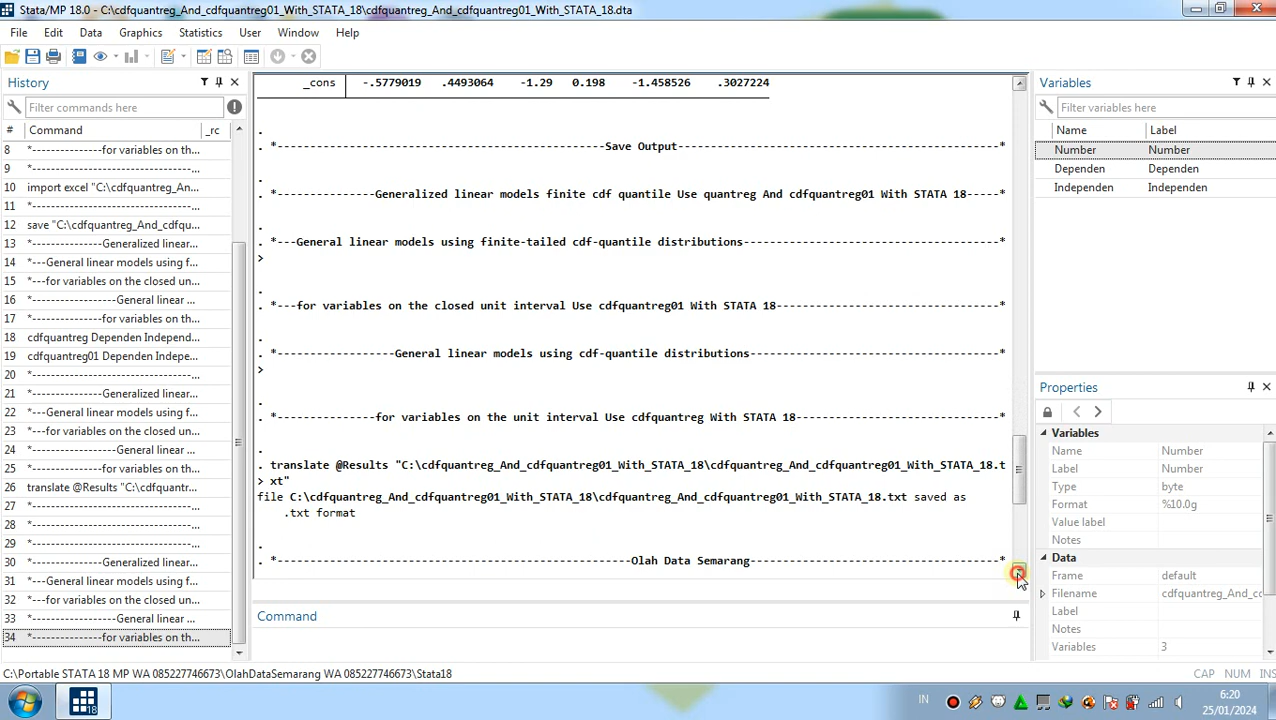 Stata/MP 18.0 - C:\cdfquantreg_And_cdfquantreg01_With_STATA_18\cdfquantreg_And_cdfquantreg01_With_STATA_18.dta
File Edit Data Graphics Statistics User Window Help
History
Filter commands here
# Command _rc
8 *--------------for variables on th...
9 *---------------------------------...
10 import excel "C:\cdfquantreg_An...
11 *---------------------------------...
12 save "C:\cdfquantreg_And_cdfqu...
13 *--------------Generalized linear...
14 *---General linear models using f...
15 *---for variables on the closed un...
16 *-----------------General linear ...
17 *--------------for variables on th...
18 cdfquantreg Dependen Independ...
19 cdfquantreg01 Dependen Indepe...
20 *---------------------------------...
21 *--------------Generalized linear...
22 *---General linear models using f...
23 *---for variables on the closed un...
24 *-----------------General linear ...
25 *--------------for variables on th...
26 translate @Results "C:\cdfquantr...
27 *---------------------------------...
28 *---------------------------------...
29 *---------------------------------...
30 *--------------Generalized linear...
31 *---General linear models using f...
32 *---for variables on the closed un...
33 *-----------------General linear ...
34 *--------------for variables on th...
_cons -.5779019 .4493064 -1.29 0.198 -1.458526 .3027224
.
. *--------------------------------------------------Save Output-------------------------------------------------*
.
. *---------------Generalized linear models finite cdf quantile Use quantreg And cdfquantreg01 With STATA 18-----*
.
. *---General linear models using finite-tailed cdf-quantile distributions---------------------------------------*
>
.
. *---for variables on the closed unit interval Use cdfquantreg01 With STATA 18----------------------------------*
.
. *------------------General linear models using cdf-quantile distributions--------------------------------------*
>
.
. *---------------for variables on the unit interval Use cdfquantreg With STATA 18-------------------------------*
.
. translate @Results "C:\cdfquantreg_And_cdfquantreg01_With_STATA_18\cdfquantreg_And_cdfquantreg01_With_STATA_18.t
> xt"
file C:\cdfquantreg_And_cdfquantreg01_With_STATA_18\cdfquantreg_And_cdfquantreg01_With_STATA_18.txt saved as
.txt format
.
. *------------------------------------------------------Olah Data Semarang--------------------------------------*
Command
Variables
Filter variables here
Name Label
Number Number
Dependen Dependen
Independen Independen
Properties
Variables
Name Number
Label Number
Type byte
Format %10.0g
Value label
Notes
Data
Frame default
Filename cdfquantreg_And_cd
Label
Notes
Variables 3
C:\Portable STATA 18 MP WA 085227746673\OlahDataSemarang WA 085227746673\Stata18
CAP NUM INS
18
IN
6:20
25/01/2024